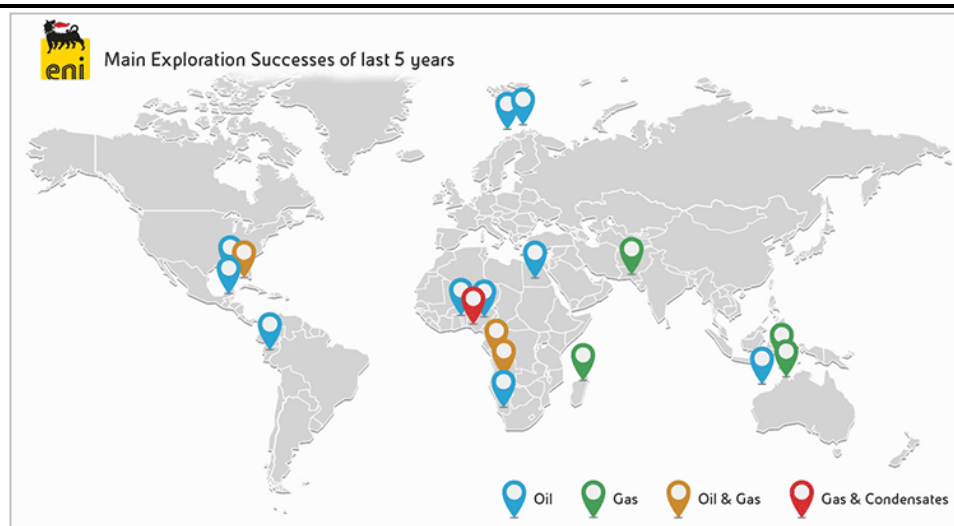 eni
Main Exploration Successes of last 5 years
Oil
Gas
Oil & Gas
Gas & Condensates